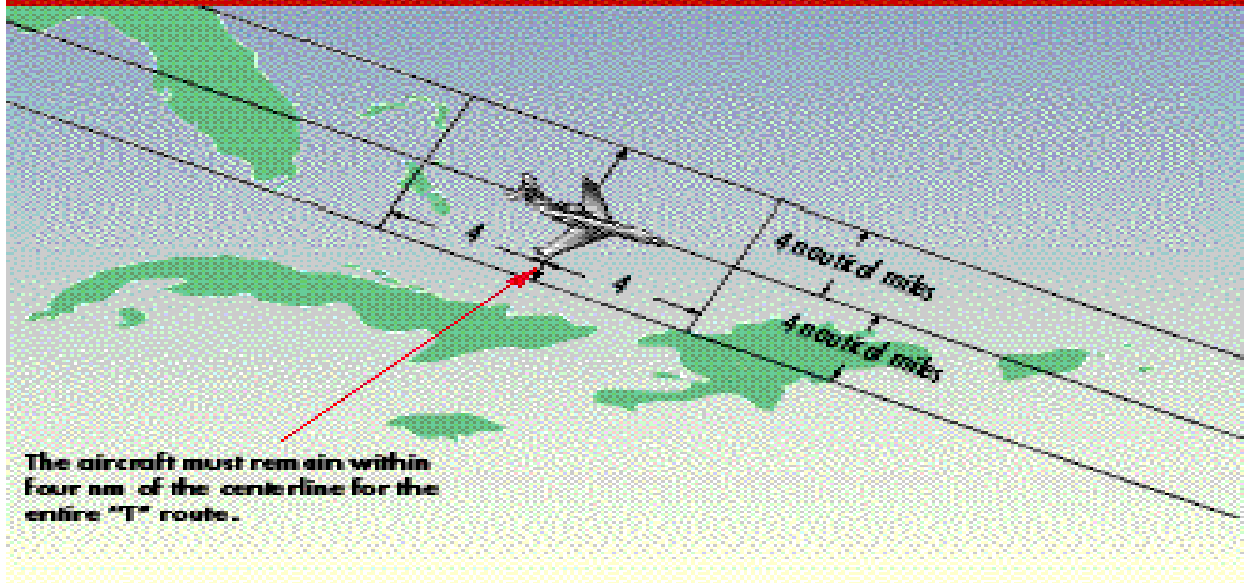 4 nautical miles
4
4
4 nautical miles
The aircraft must remain within
four nm of the centerline for the
entire "T" route.